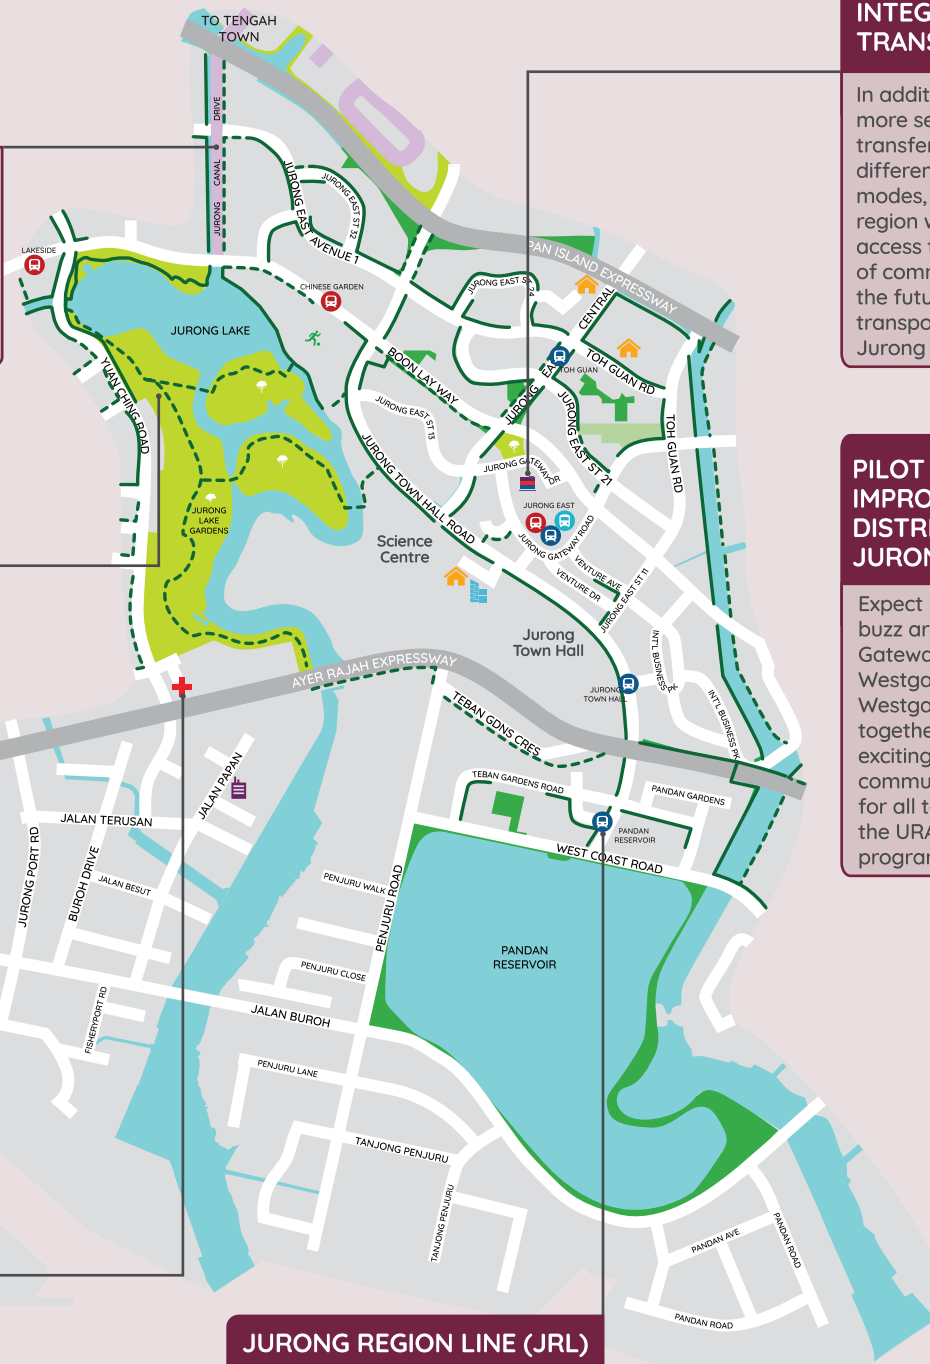 TO TENGAH
TOWN
INTEG
TRANS
In addit
more se
transfer
differen
modes,
region w
access t
of comm
the futu
transpo
Jurong
JURONG CANAL DRIVE
JURONG EAST ST 32
JURONG EAST AVENUE 1
LAKESIDE
CHINESE GARDEN
JURONG LAKE
PAN ISLAND EXPRESSWAY
JURONG EAST ST 24
JURONG EAST CENTRAL
TOH GUAN
TOH GUAN RD
BOON LAY WAY
YUAN CHING ROAD
JURONG EAST ST 13
JURONG EAST ST 21
TOH GUAN RD
JURONG TOWN HALL ROAD
JURONG GATEWAY
DR
JURONG
LAKE
GARDENS
JURONG EAST
JURONG GATEWAY ROAD
Science
Centre
VENTURE AVE
VENTURE DR
JURONG EAST ST 11
Jurong
Town Hall
INT'L BUSINESS
JURONG
TOWN HALL
INT'L BUSINESS PK
PILOT
IMPRO
DISTRI
JURON
Expect
buzz ar
Gatewa
Westga
Westga
togethe
exciting
commu
for all t
the URA
progran
AYER RAJAH EXPRESSWAY
TEBAN GDNS CRES
JALAN PAPAN
TEBAN GARDENS ROAD
PANDAN GARDENS
JALAN TERUSAN
PANDAN
RESERVOIR
JURONG PORT RD
BUROH DRIVE
JALAN BESUT
WEST COAST ROAD
PENJURU WALK
PENJURU ROAD
PANDAN
RESERVOIR
PENJURU CLOSE
FISHERYPORT RD
JALAN BUROH
PENJURU LANE
TANJONG PENJURU
TANJONG PENJURU
PANDAN AVE
PANDAN ROAD
PANDAN ROAD
JURONG REGION LINE (JRL)